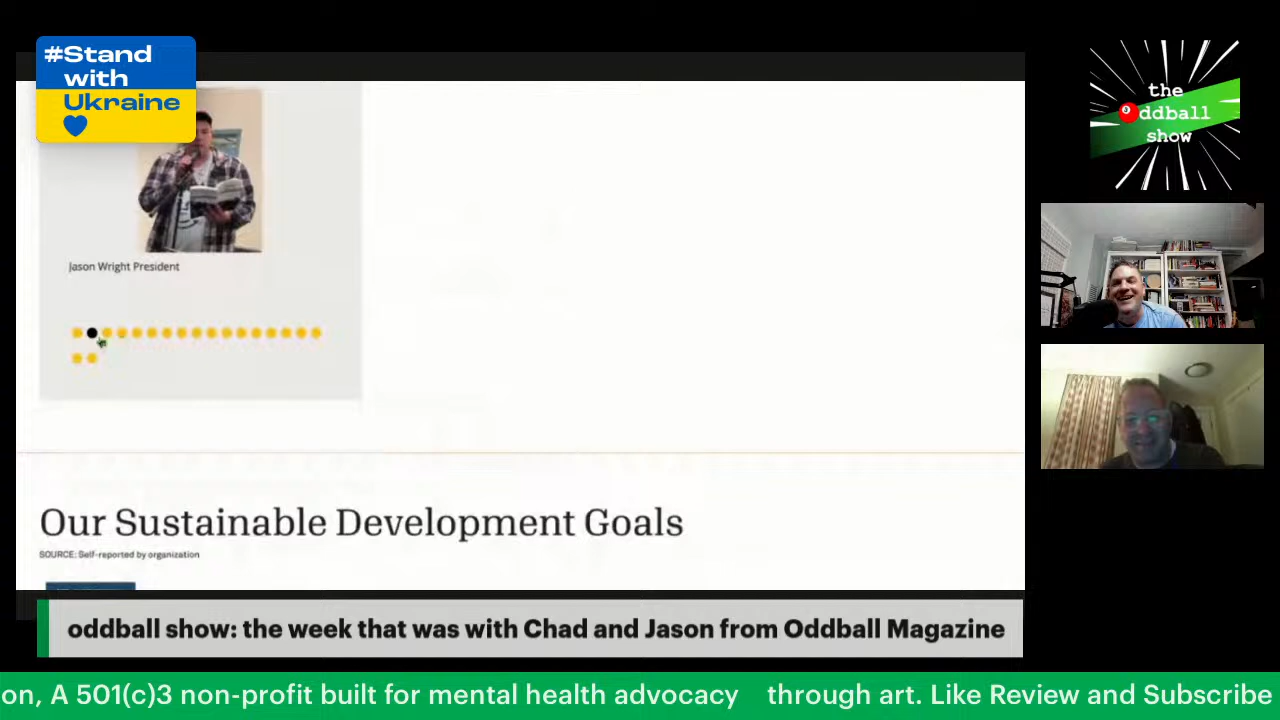 #Stand
with
Ukraine
the
oddball
show
Jason Wright President
Our Sustainable Development Goals
SOURCE: Self-reported by organization
oddball show: the week that was with Chad and Jason from Oddball Magazine
on, A 501(c)3 non-profit built for mental health advocacy through art. Like Review and Subscribe